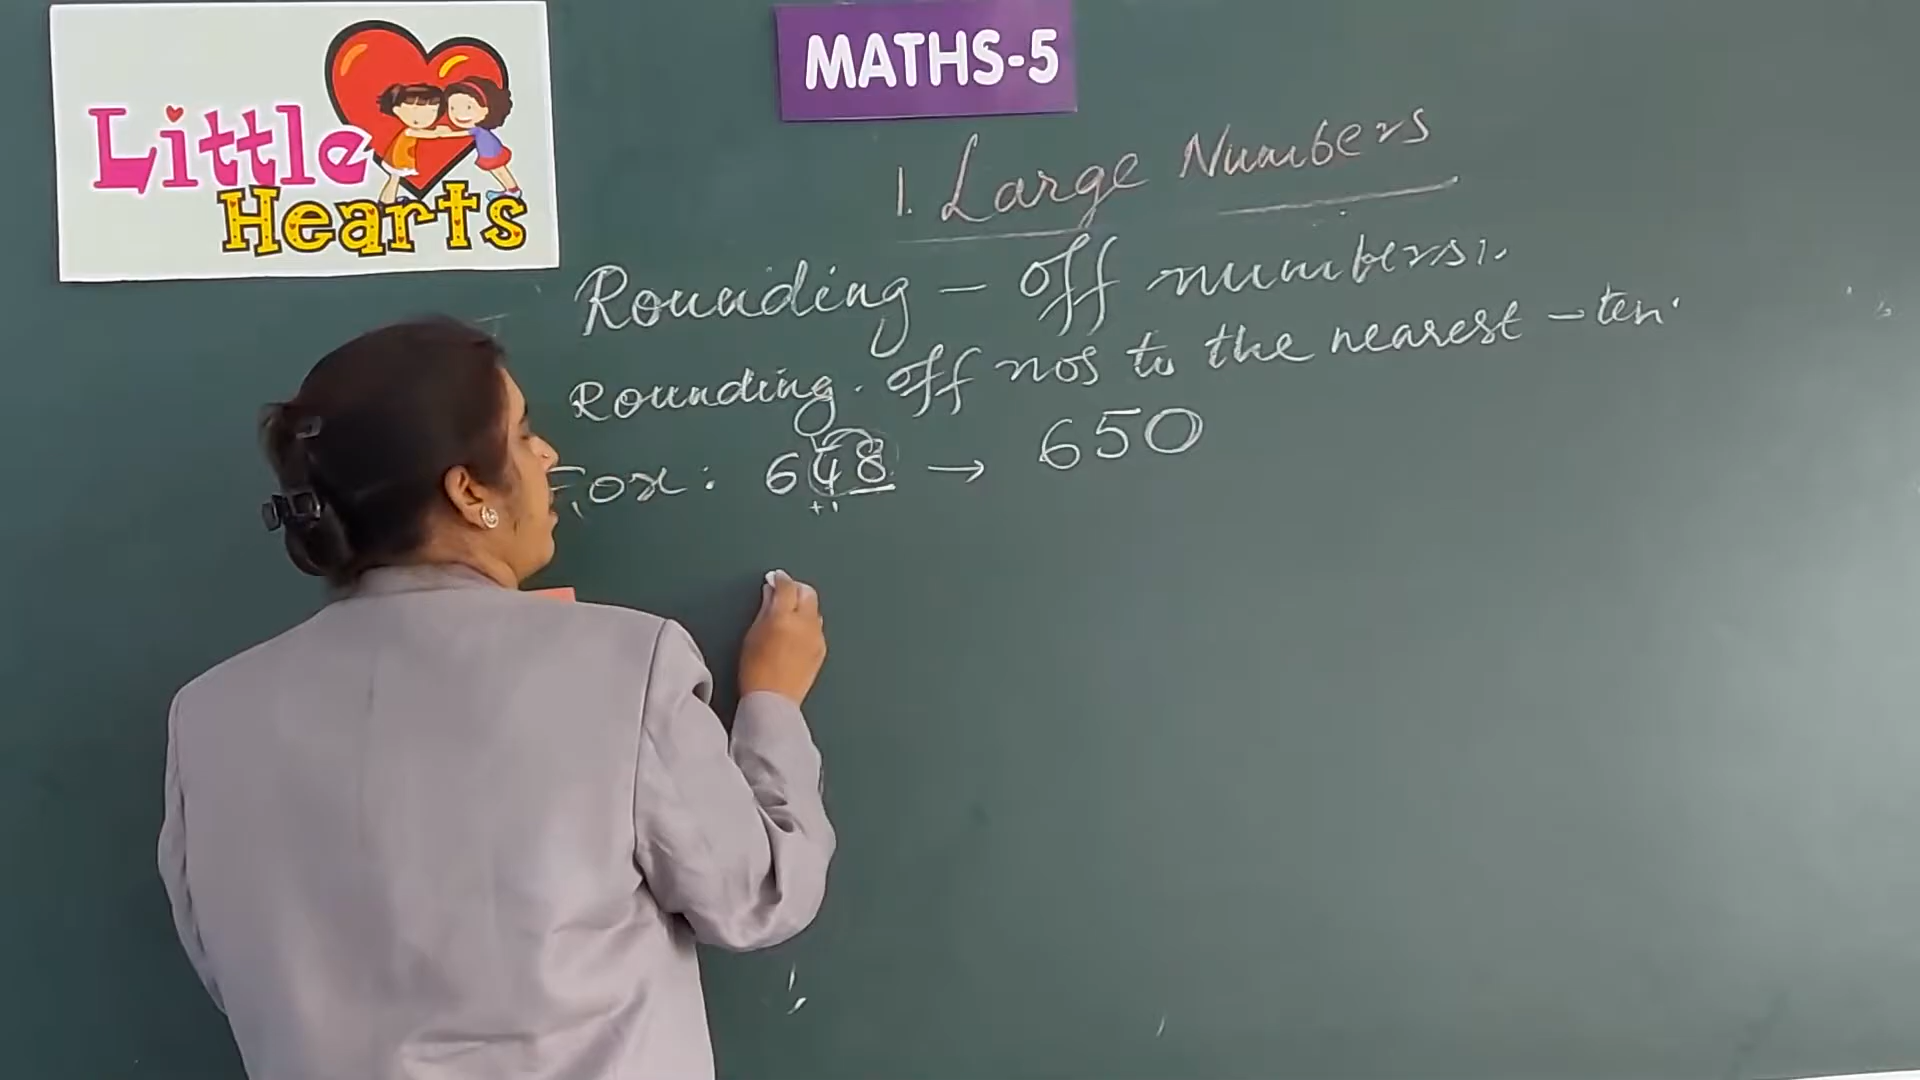 Little
Hearts
MATHS-5
1. Large Numbers
Rounding - off numbers:.
Rounding. off nos to the nearest - ten.
For: 648 → 650
+1